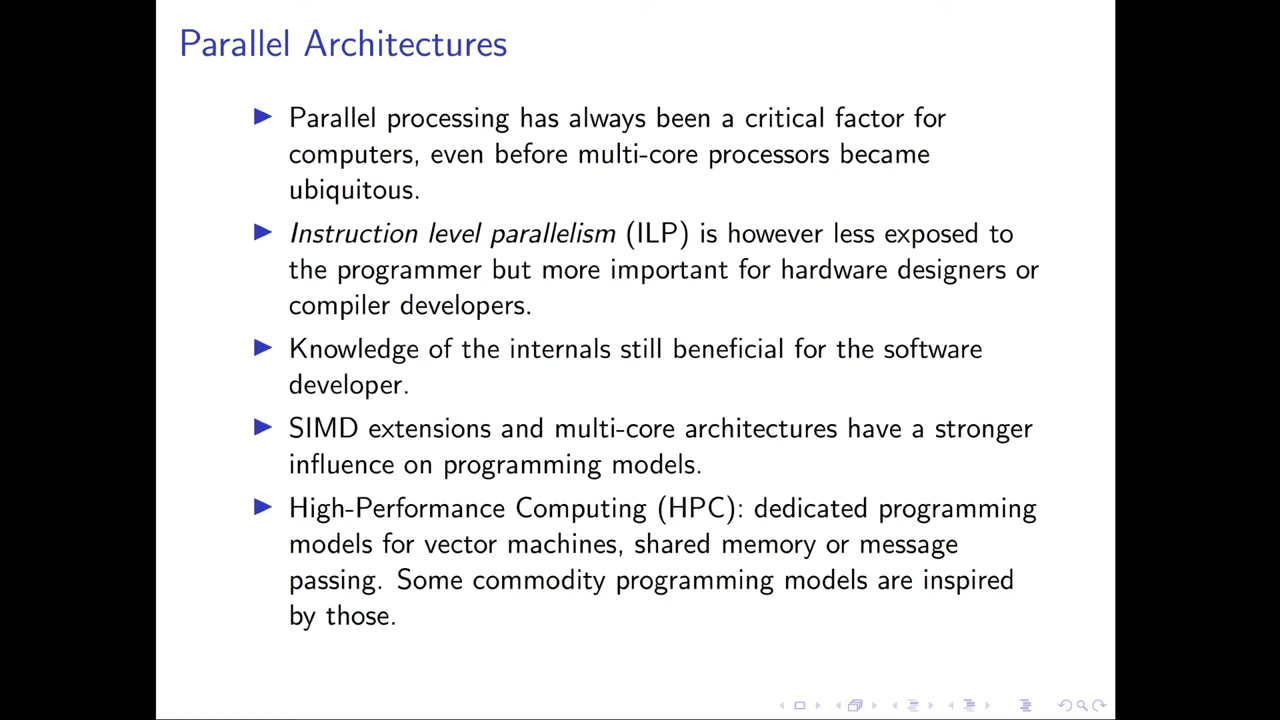 Parallel Architectures
Parallel processing has always been a critical factor for
computers, even before multi-core processors became
ubiquitous.
Instruction level parallelism (ILP) is however less exposed to
the programmer but more important for hardware designers or
compiler developers.
Knowledge of the internals still beneficial for the software
developer.
SIMD extensions and multi-core architectures have a stronger
influence on programming models.
High-Performance Computing (HPC): dedicated programming
models for vector machines, shared memory or message
passing. Some commodity programming models are inspired
by those.